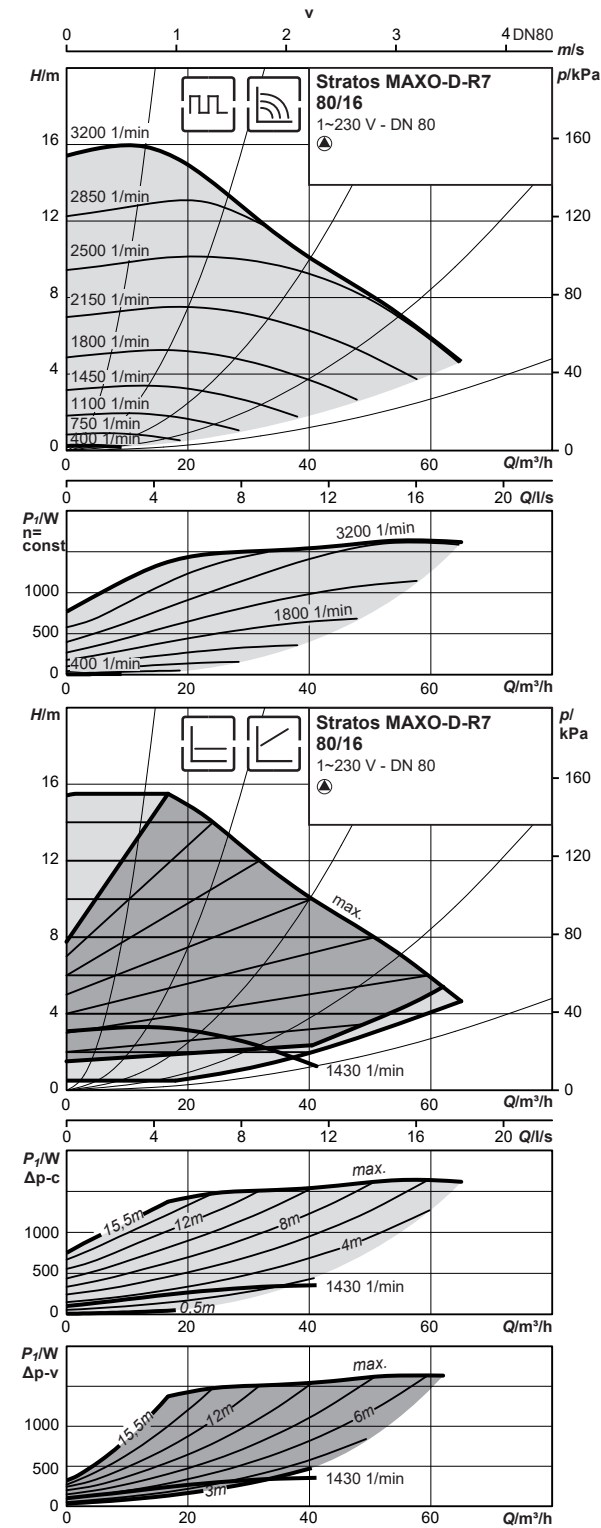 v
0 1 2 3 4 DN80
m/s
H/m p/kPa
Stratos MAXO-D-R7
80/16
1~230 V - DN 80
16 160
3200 1/min
2850 1/min
12 120
2500 1/min
8 80
2150 1/min
1800 1/min
4 40
1450 1/min
1100 1/min
750 1/min
400 1/min
0 0
0 20 40 60 Q/m³/h
0 4 8 12 16 20 Q/l/s
P₁/W
n=
const
3200 1/min
1000
1800 1/min
500
400 1/min
0
0 20 40 60 Q/m³/h
H/m p/
kPa
Stratos MAXO-D-R7
80/16
1~230 V - DN 80
16 160
12 120
max.
8 80
4 40
1430 1/min
0 0
0 20 40 60 Q/m³/h
0 4 8 12 16 20 Q/l/s
P₁/W
Δp-c
max.
15,5m 12m 8m 4m
1000
500
1430 1/min
0.5m
0
0 20 40 60 Q/m³/h
P₁/W
Δp-v
max.
15,5m 12m 6m
1000
500
1430 1/min
3m
0
0 20 40 60 Q/m³/h